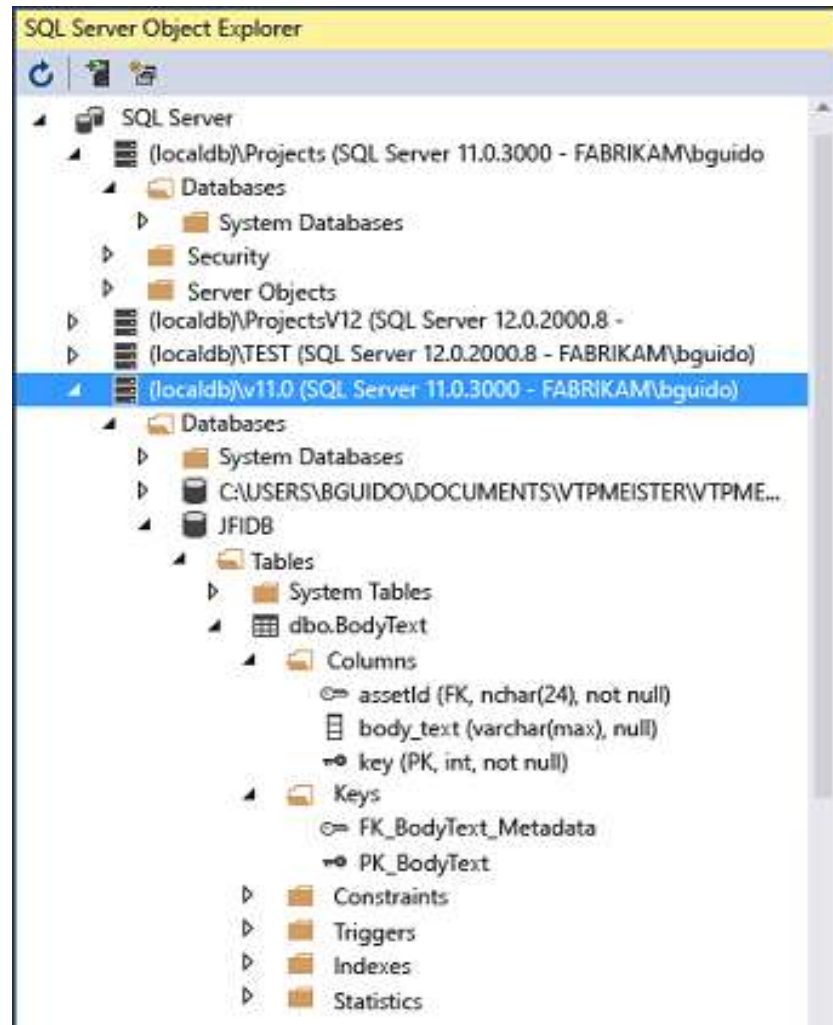 SQL Server Object Explorer
SQL Server
(localdb)\Projects (SQL Server 11.0.3000 - FABRIKAM\bguido
Databases
System Databases
Security
Server Objects
(localdb)\ProjectsV12 (SQL Server 12.0.2000.8 -
(localdb)\TEST (SQL Server 12.0.2000.8 - FABRIKAM\bguido)
(localdb)\v11.0 (SQL Server 11.0.3000 - FABRIKAM\bguido)
Databases
System Databases
C:\USERS\BGUIDO\DOCUMENTS\VTPMEISTER\VTPME...
JFIDB
Tables
System Tables
dbo.BodyText
Columns
assetId (FK, nchar(24), not null)
body_text (varchar(max), null)
key (PK, int, not null)
Keys
FK_BodyText_Metadata
PK_BodyText
Constraints
Triggers
Indexes
Statistics